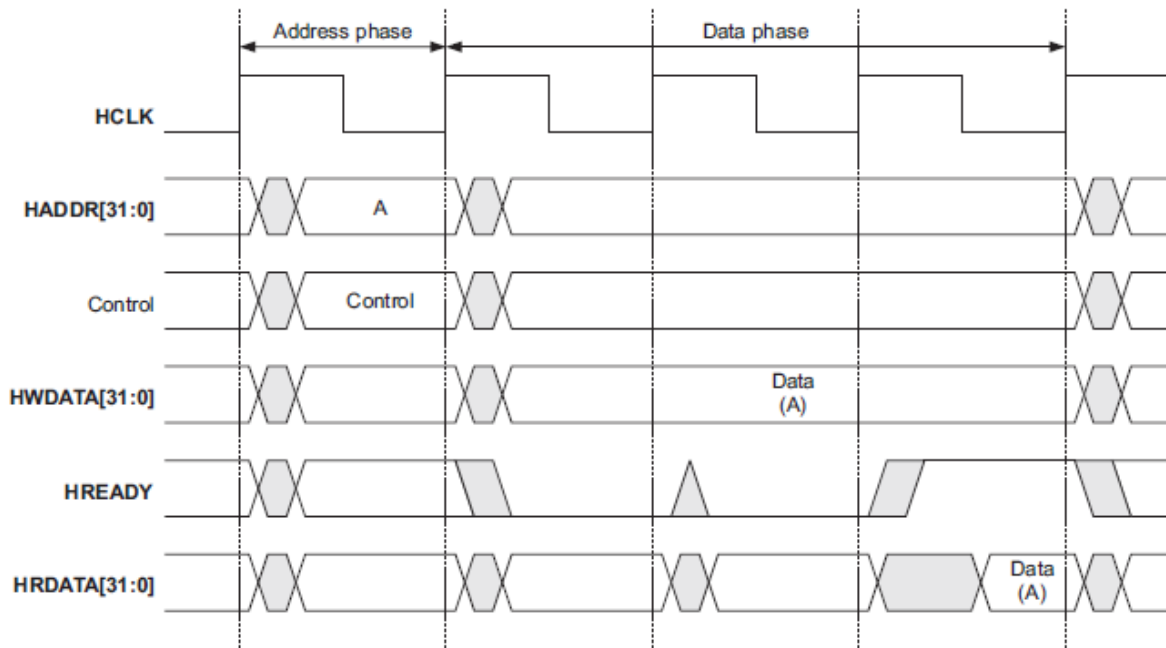 Address phase
Data phase
HCLK
HADDR[31:0]
A
Control
Control
HWDATA[31:0]
Data
(A)
HREADY
HRDATA[31:0]
Data
(A)